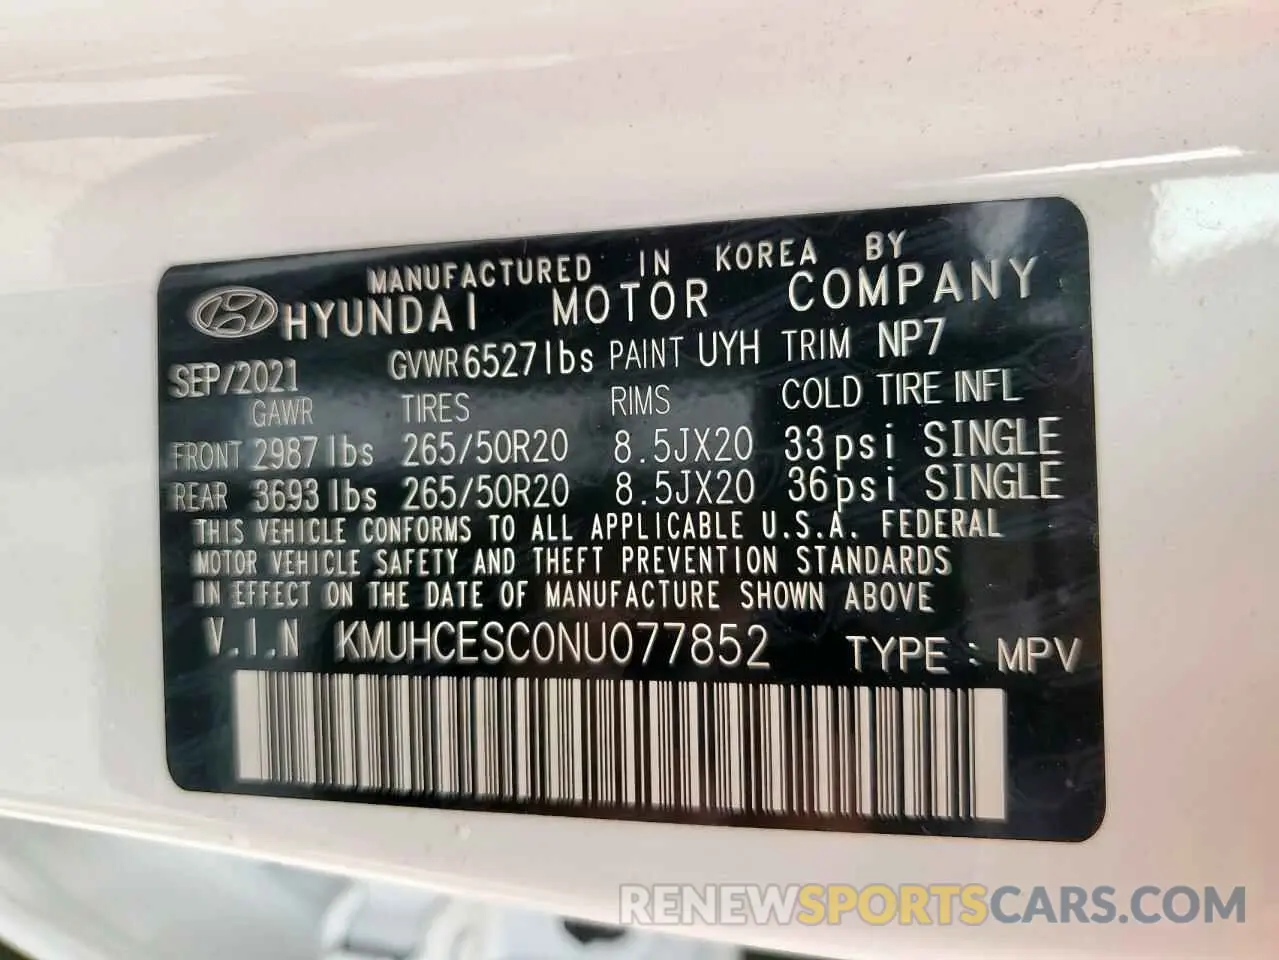 MANUFACTURED IN KOREA BY
HYUNDAI MOTOR COMPANY
SEP/2021 GVWR 6527lbs PAINT UYH TRIM NP7
GAWR TIRES RIMS COLD TIRE INFL
FRONT 2987lbs 265/50R20 8.5JX20 33psi SINGLE
REAR 3693lbs 265/50R20 8.5JX20 36psi SINGLE
THIS VEHICLE CONFORMS TO ALL APPLICABLE U.S.A. FEDERAL
MOTOR VEHICLE SAFETY AND THEFT PREVENTION STANDARDS
IN EFFECT ON THE DATE OF MANUFACTURE SHOWN ABOVE
V.I.N KMUHCESC0NU077852 TYPE : MPV
RENEWSPORTSCARS.COM